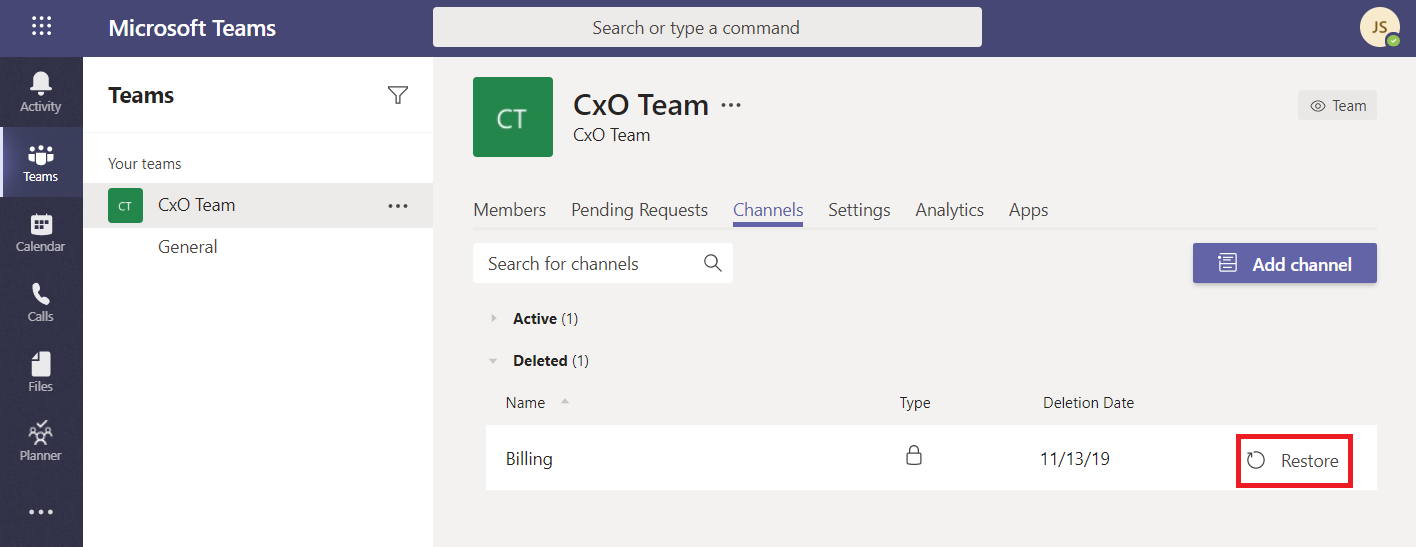 Microsoft Teams
Search or type a command
JS
Activity
Teams
Calendar
Calls
Files
Planner
Teams
Your teams
CT
CxO Team
General
CT
CxO Team
CxO Team
Team
Members Pending Requests Channels Settings Analytics Apps
Search for channels
Add channel
Active (1)
Deleted (1)
Name Type Deletion Date
Billing 11/13/19 Restore